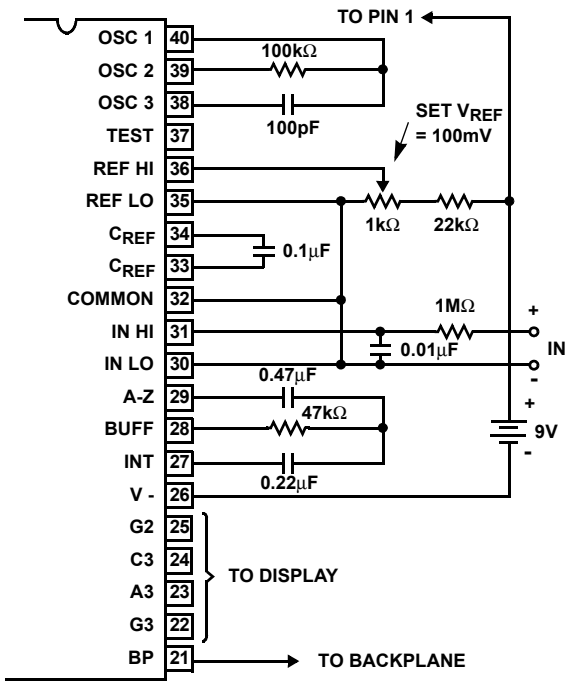 TO PIN 1
OSC 1 40
100kΩ
OSC 2 39
OSC 3 38
100pF
SET VREF
= 100mV
TEST 37
REF HI 36
REF LO 35
1kΩ 22kΩ
CREF 34
0.1µF
CREF 33
COMMON 32
1MΩ
+
IN HI 31
0.01µF
IN
IN LO 30
-
0.47µF
A-Z 29
+
47kΩ
BUFF 28
9V
-
INT 27
0.22µF
V - 26
G2 25
C3 24
TO DISPLAY
A3 23
G3 22
BP 21
TO BACKPLANE